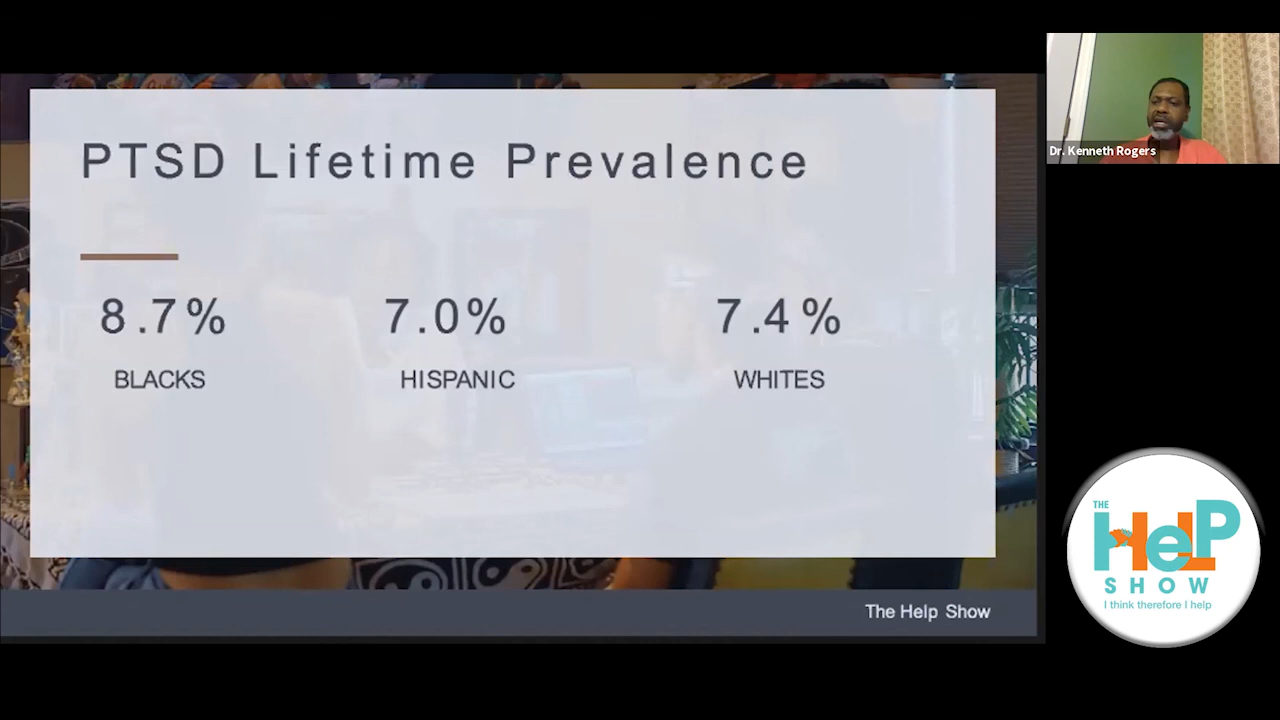 PTSD Lifetime Prevalence
8.7%
BLACKS
7.0%
HISPANIC
7.4%
WHITES
The Help Show
Dr. Kenneth Rogers
THE
HeLP
SHOW
I think therefore I help